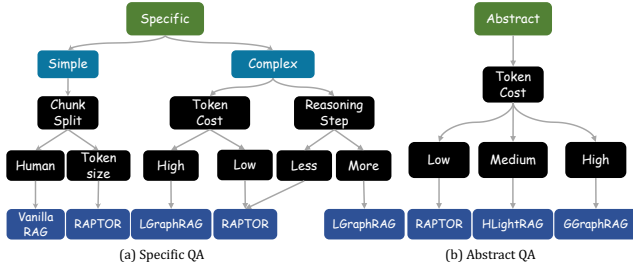 Specific
Abstract
Simple
Complex
Token
Cost
Chunk
Split
Token
Cost
Reasoning
Step
Human
Token
size
High
Low
Less
More
Low
Medium
High
Vanilla
RAG
RAPTOR
LGraphRAG
RAPTOR
LGraphRAG
RAPTOR
HLightRAG
GGraphRAG
(a) Specific QA
(b) Abstract QA